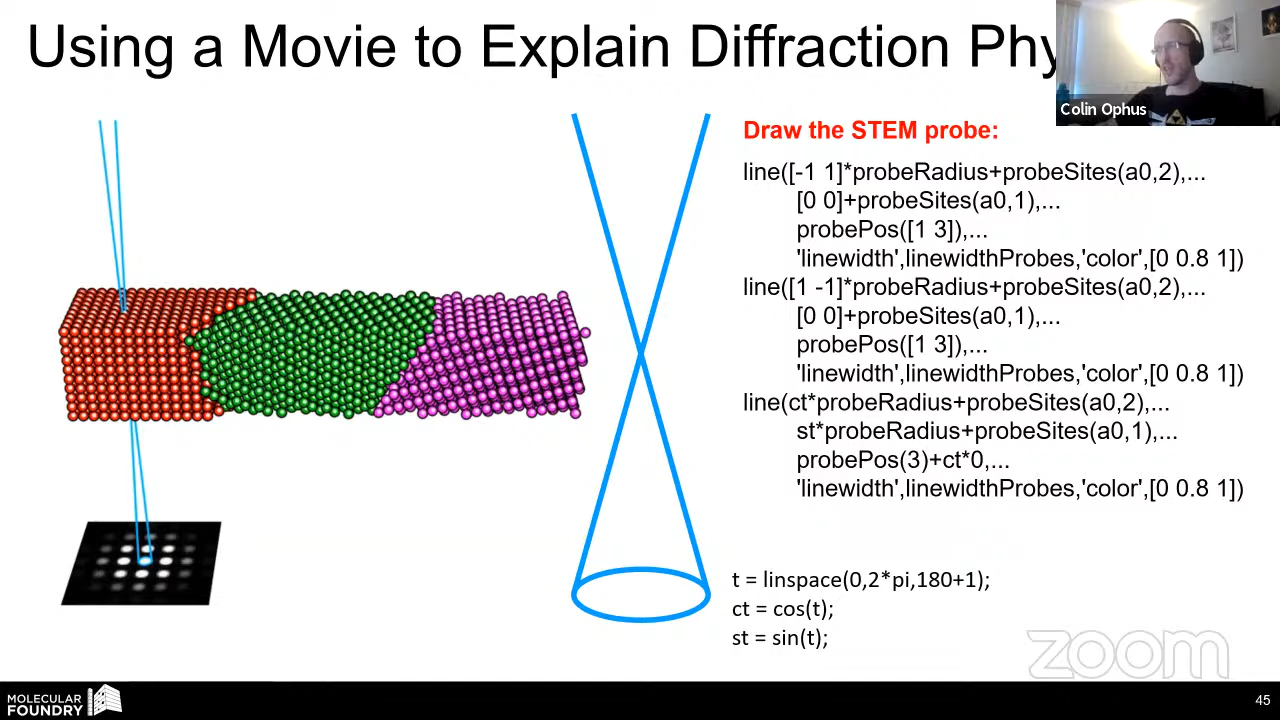 Using a Movie to Explain Diffraction Phy
Colin Ophus
Draw the STEM probe:
line([-1 1]*probeRadius+probeSites(a0,2),...
[0 0]+probeSites(a0,1),...
probePos([1 3]),...
'linewidth',linewidthProbes,'color',[0 0.8 1])
line([1 -1]*probeRadius+probeSites(a0,2),...
[0 0]+probeSites(a0,1),...
probePos([1 3]),...
'linewidth',linewidthProbes,'color',[0 0.8 1])
line(ct*probeRadius+probeSites(a0,2),...
st*probeRadius+probeSites(a0,1),...
probePos(3)+ct*0,...
'linewidth',linewidthProbes,'color',[0 0.8 1])
t = linspace(0,2*pi,180+1);
ct = cos(t);
st = sin(t);
zoom
MOLECULAR
FOUNDRY
45